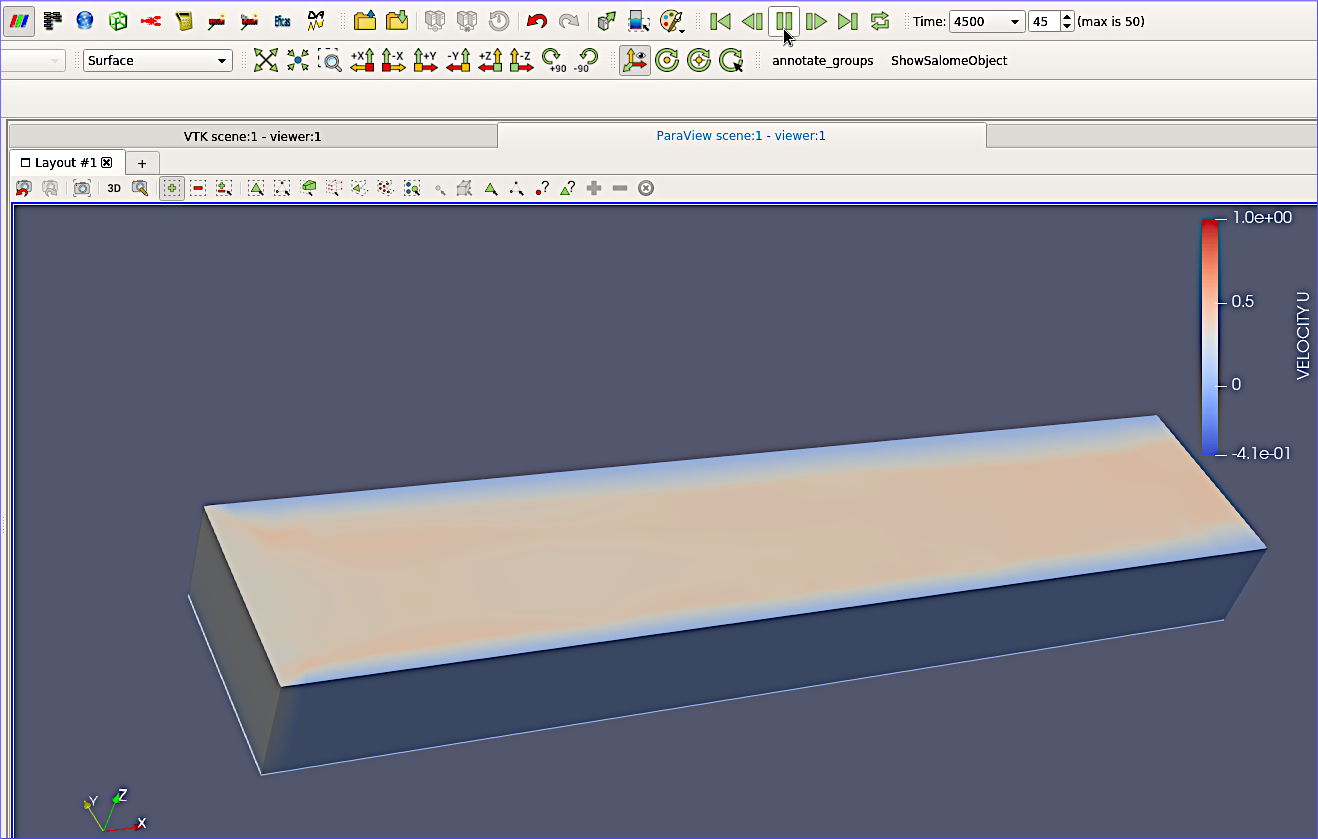 Efcas
Time: 4500 45 (max is 50)
Surface +X -X +Y -Y +Z -Z +90 -90 annotate_groups ShowSalomeObject
VTK scene:1 - viewer:1 ParaView scene:1 - viewer:1
Layout #1 +
3D
1.0e+00
0.5
0
-4.1e-01
VELOCITY U
Y Z X